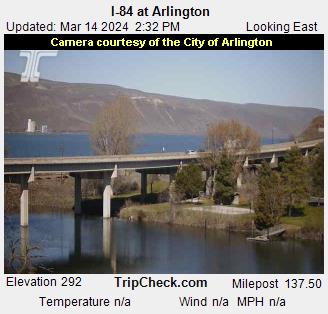 I-84 at Arlington
Updated: Mar 14 2024 2:32 PM Looking East
Camera courtesy of the City of Arlington
Elevation 292 TripCheck.com Milepost 137.50
Temperature n/a Wind n/a MPH n/a